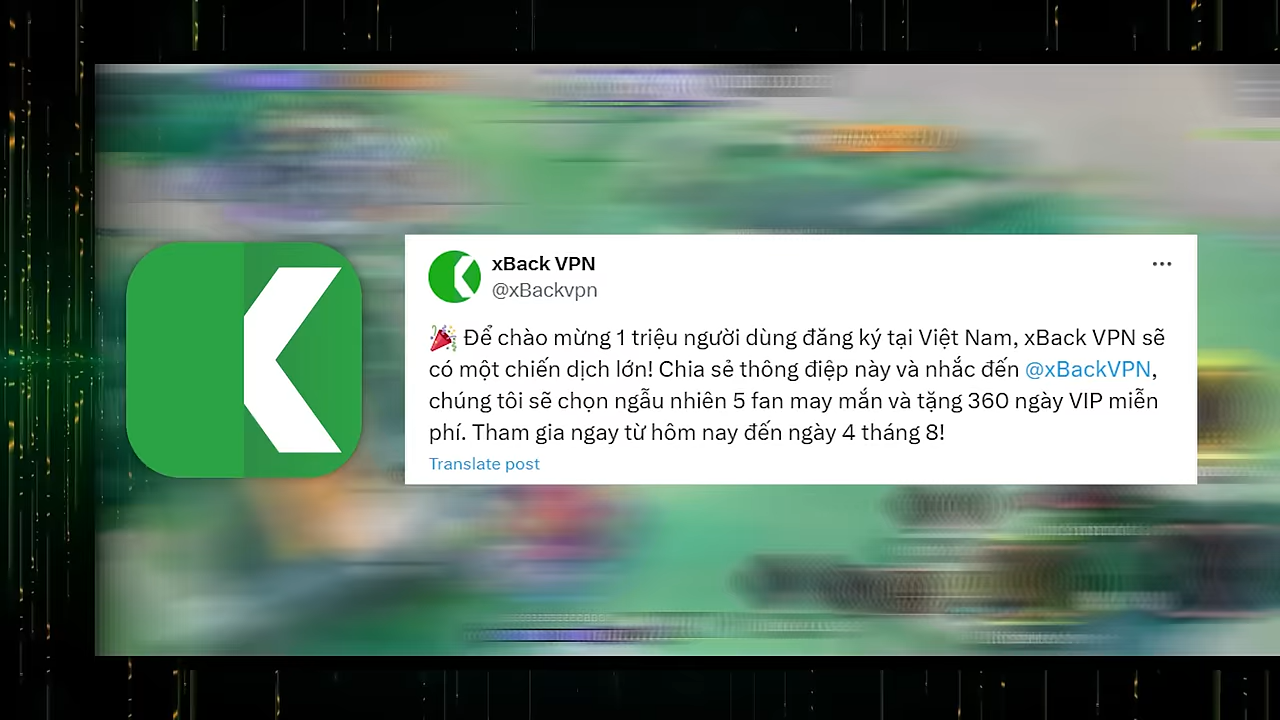 xBack VPN
@xBackvpn
🎉 Để chào mừng 1 triệu người dùng đăng ký tại Việt Nam, xBack VPN sẽ
có một chiến dịch lớn! Chia sẻ thông điệp này và nhắc đến @xBackVPN,
chúng tôi sẽ chọn ngẫu nhiên 5 fan may mắn và tặng 360 ngày VIP miễn
phí. Tham gia ngay từ hôm nay đến ngày 4 tháng 8!
Translate post